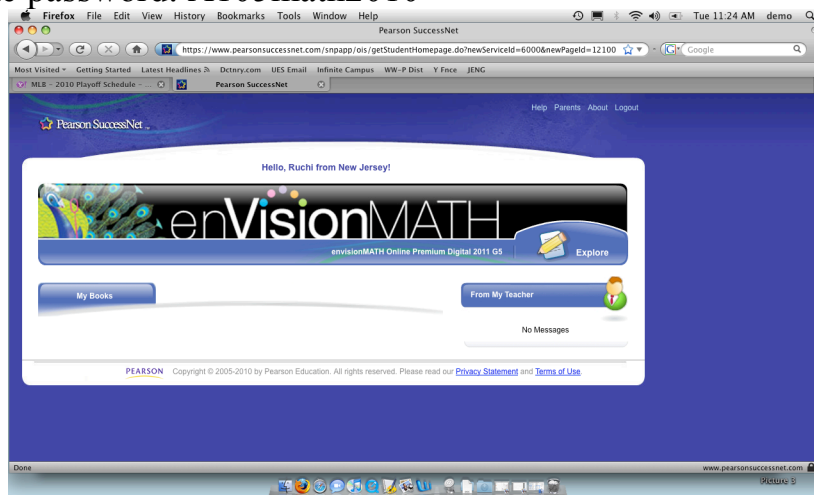 Firefox File Edit View History Bookmarks Tools Window Help Tue 11:24 AM demo
Pearson SuccessNet
https://www.pearsonsuccessnet.com/snpapp/ois/getStudentHomepage.do?newServiceId=6000&newPageId=12100 Google
Most Visited Getting Started Latest Headlines Dctnry.com UES Email Infinite Campus WW-P Dist Y Fnce JENG
MLB - 2010 Playoff Schedule - ... Pearson SuccessNet
Help Parents About Logout
Pearson SuccessNet
Hello, Ruchi from New Jersey!
enVisionMATH
envisionMATH Online Premium Digital 2011 G5 Explore
My Books From My Teacher
No Messages
PEARSON Copyright © 2005-2010 by Pearson Education. All rights reserved. Please read our Privacy Statement and Terms of Use.
Done www.pearsonsuccessnet.com
Picture 3